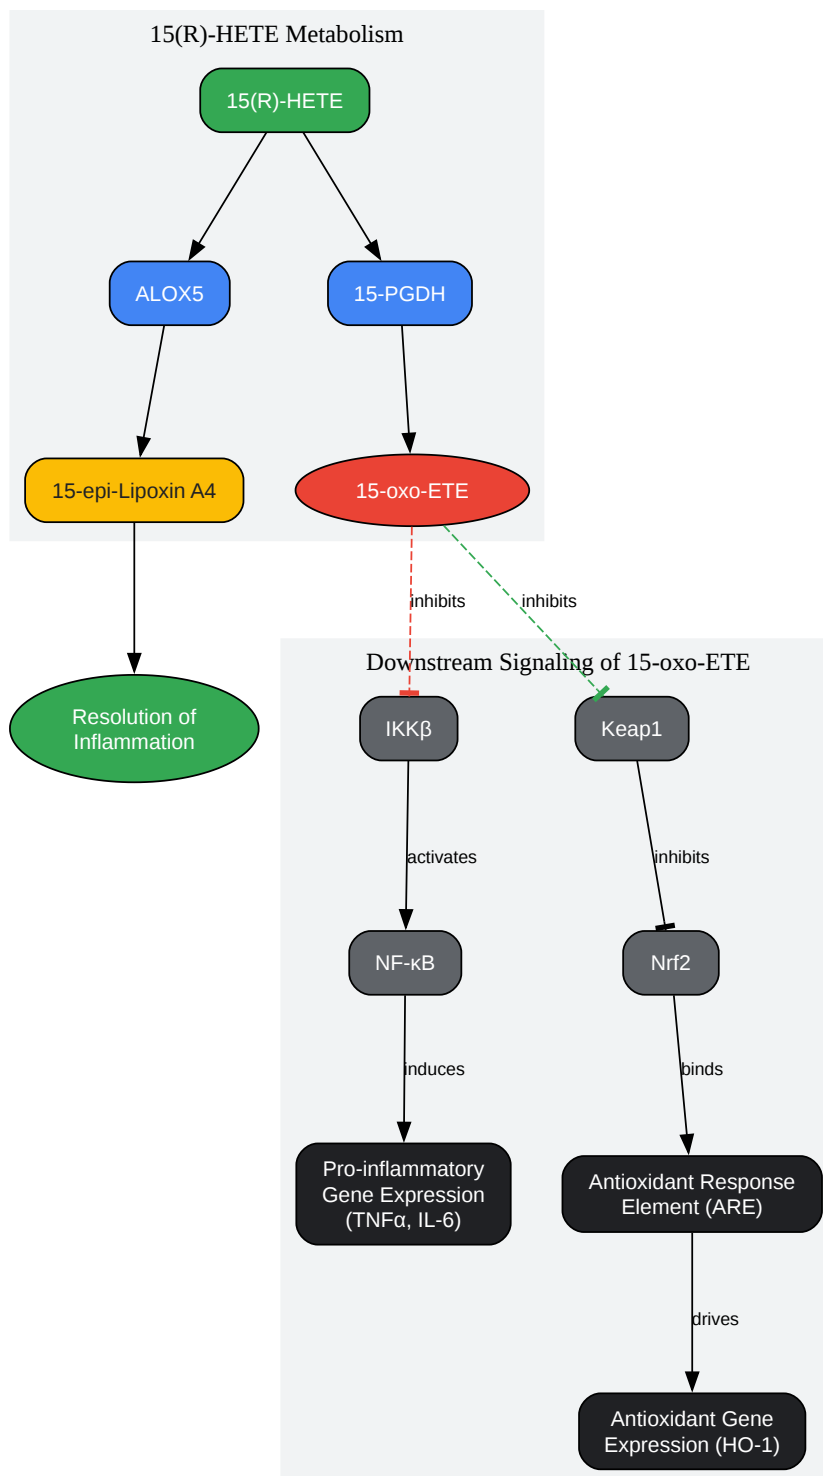 15(R)-HETE Metabolism
15(R)-HETE
ALOX5
15-PGDH
15-epi-Lipoxin A4
15-oxo-ETE
inhibits
inhibits
Downstream Signaling of 15-oxo-ETE
Resolution of
Inflammation
IKKβ
Keap1
activates
inhibits
NF-κB
Nrf2
induces
binds
Pro-inflammatory
Gene Expression
(TNFα, IL-6)
Antioxidant Response
Element (ARE)
drives
Antioxidant Gene
Expression (HO-1)